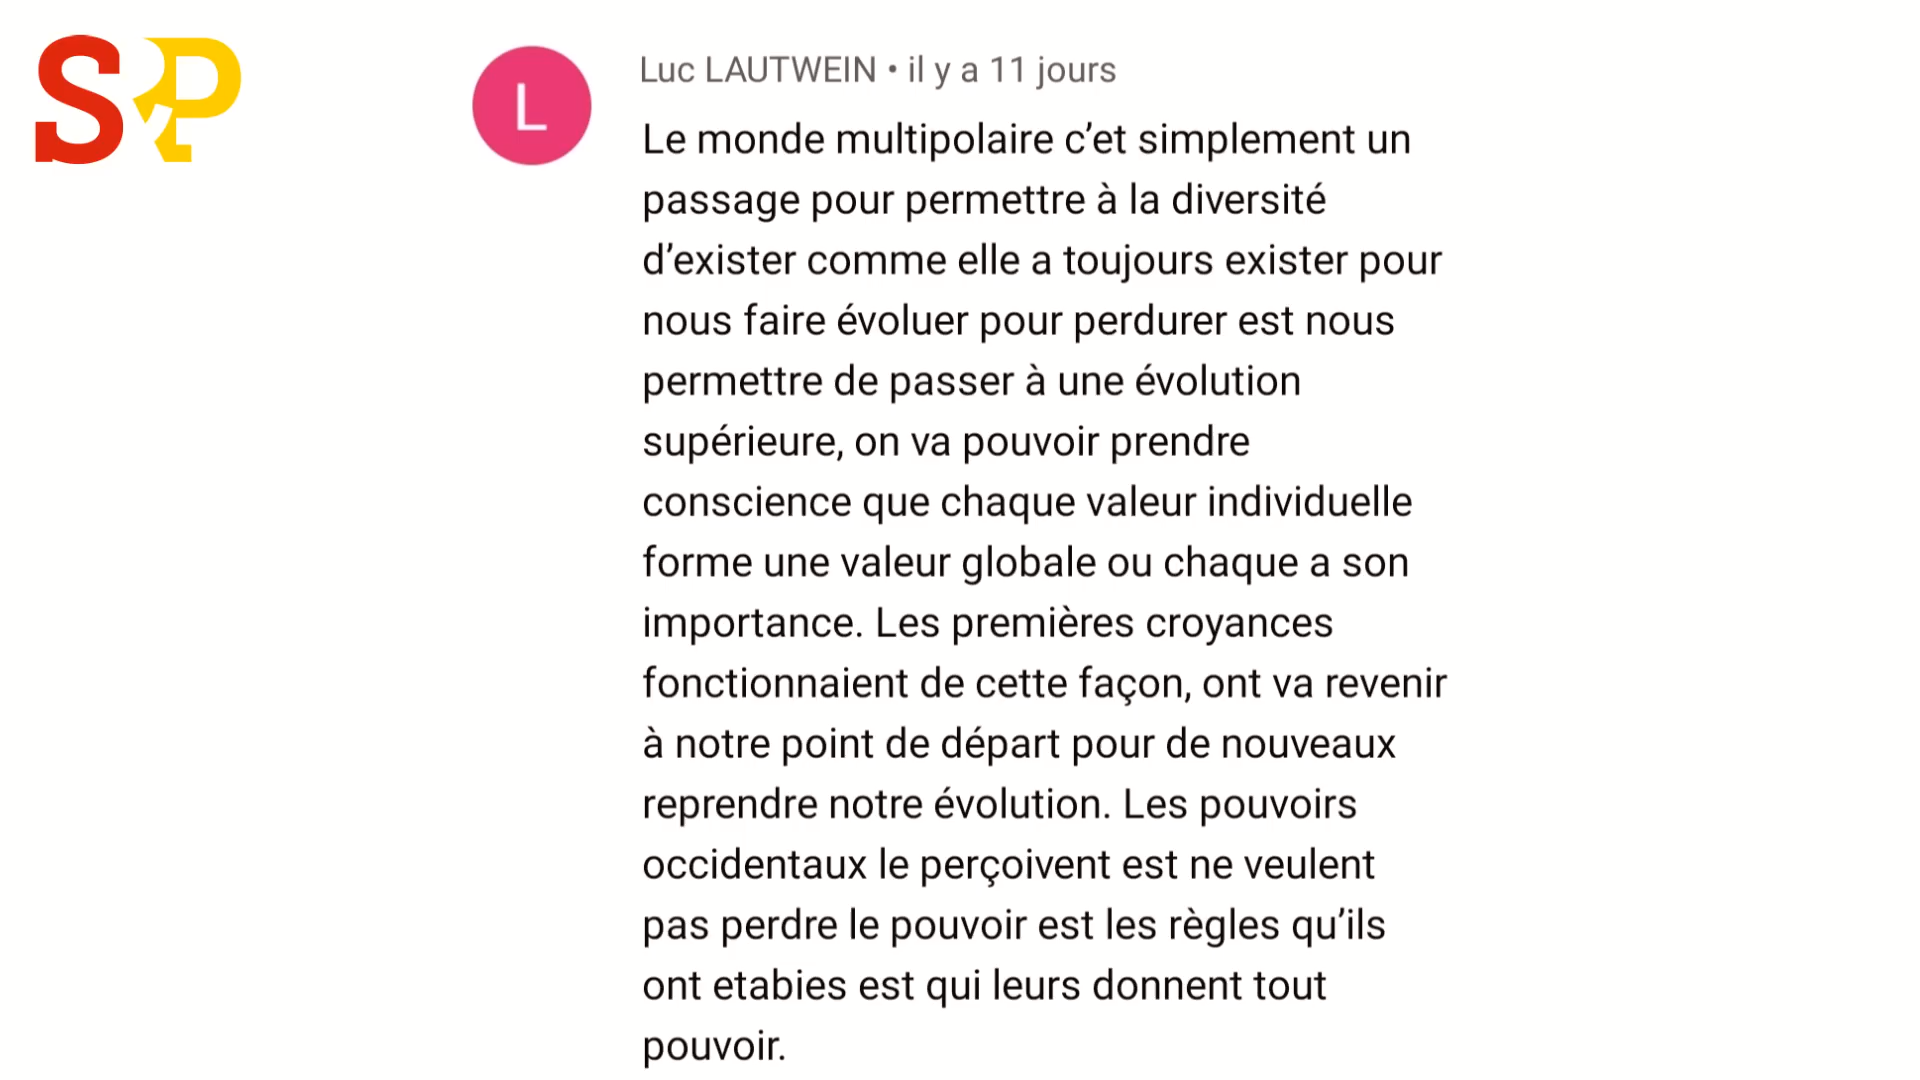 SP
L
Luc LAUTWEIN • il y a 11 jours
Le monde multipolaire c’et simplement un
passage pour permettre à la diversité
d’exister comme elle a toujours exister pour
nous faire évoluer pour perdurer est nous
permettre de passer à une évolution
supérieure, on va pouvoir prendre
conscience que chaque valeur individuelle
forme une valeur globale ou chaque a son
importance. Les premières croyances
fonctionnaient de cette façon, ont va revenir
à notre point de départ pour de nouveaux
reprendre notre évolution. Les pouvoirs
occidentaux le perçoivent est ne veulent
pas perdre le pouvoir est les règles qu’ils
ont etabies est qui leurs donnent tout
pouvoir.